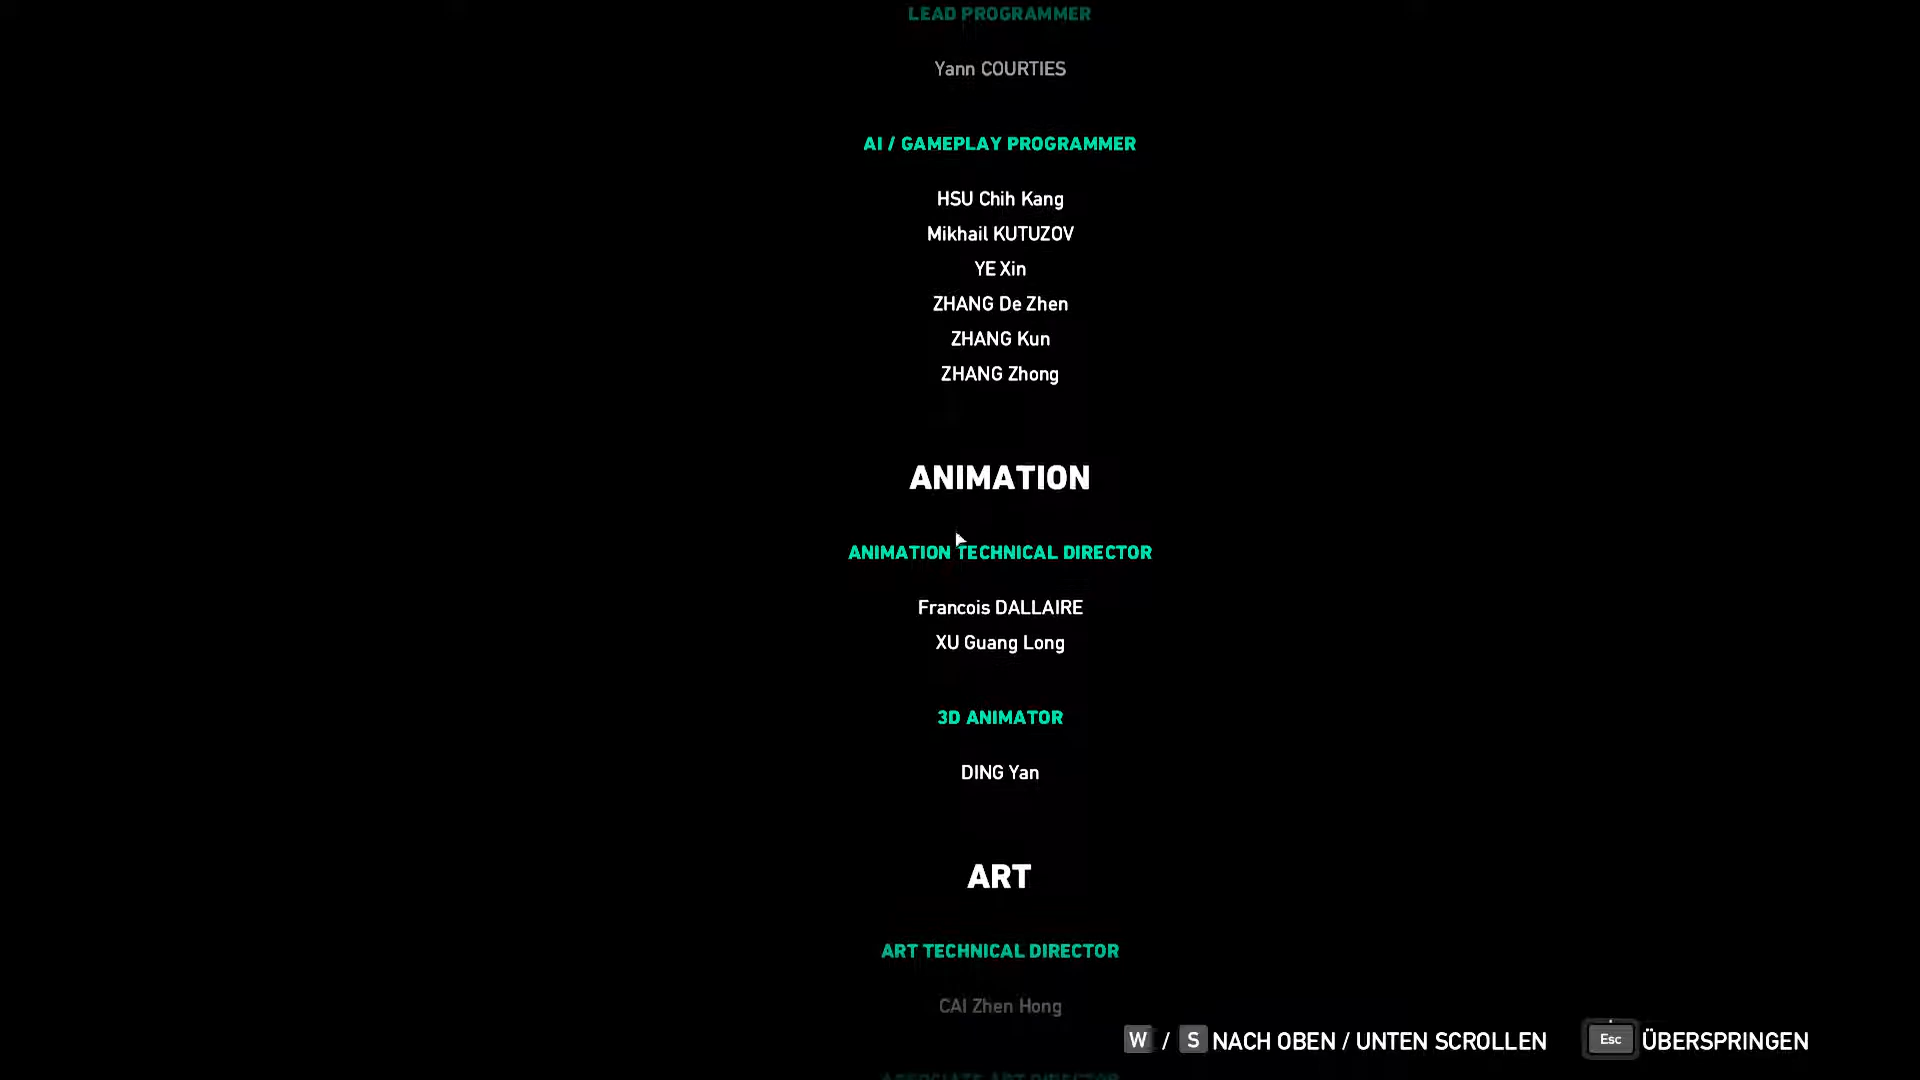 LEAD PROGRAMMER
Yann COURTIES
AI / GAMEPLAY PROGRAMMER
HSU Chih Kang
Mikhail KUTUZOV
YE Xin
ZHANG De Zhen
ZHANG Kun
ZHANG Zhong
ANIMATION
ANIMATION TECHNICAL DIRECTOR
Francois DALLAIRE
XU Guang Long
3D ANIMATOR
DING Yan
ART
ART TECHNICAL DIRECTOR
CAI Zhen Hong
W / S NACH OBEN / UNTEN SCROLLEN Esc ÜBERSPRINGEN